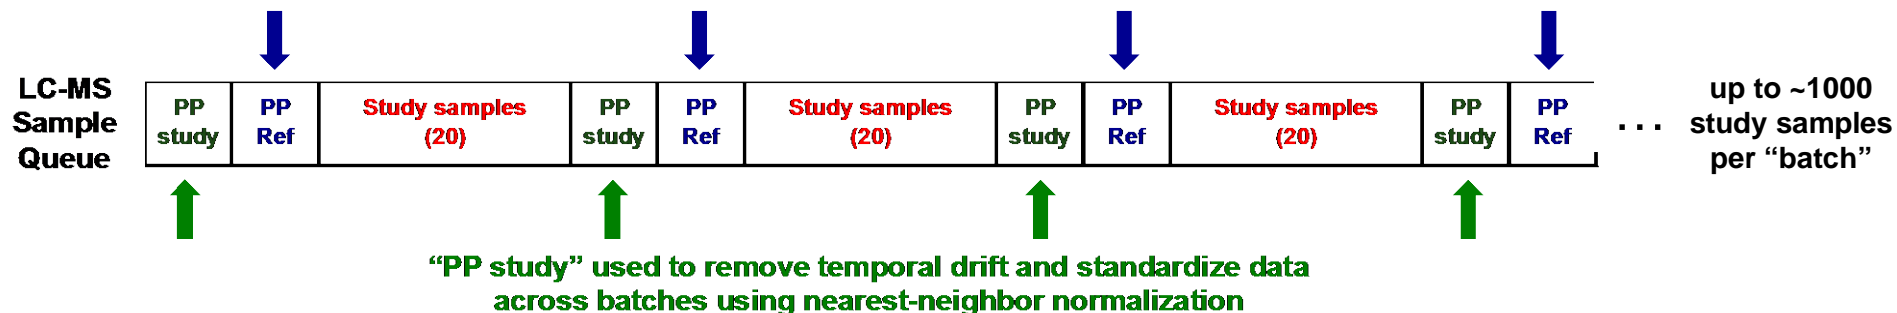 LC-MS
Sample
Queue
PP
study
PP
Ref
Study samples
(20)
PP
study
PP
Ref
Study samples
(20)
PP
study
PP
Ref
Study samples
(20)
PP
study
PP
Ref
. . .
up to ~1000
study samples
per “batch”
“PP study” used to remove temporal drift and standardize data
across batches using nearest-neighbor normalization